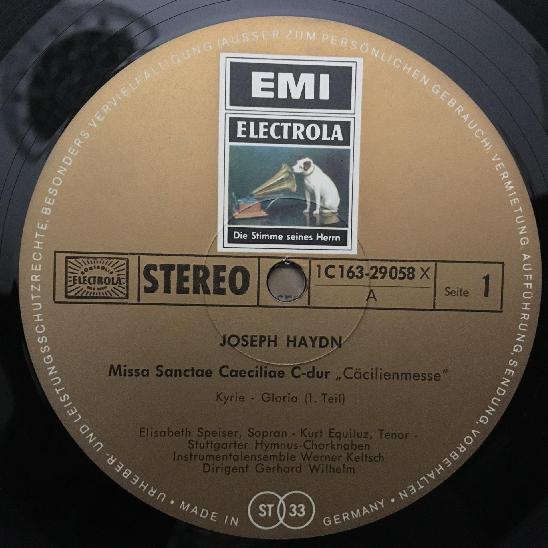 EMI
ELECTROLA
Die Stimme seines Herrn
ELECTROLA
STEREO
1C 163-29058 X
A
Seite 1
JOSEPH HAYDN
Missa Sanctae Caeciliae C-dur „Cäcilienmesse"
Kyrie - Gloria (1. Teil)
Elisabeth Speiser, Sopran - Kurt Equiluz, Tenor -
Stuttgarter Hymnus-Chorknaben
Instrumentalensemble Werner Keltsch
Dirigent Gerhard Wilhelm
ST 33
• MADE IN GERMANY •
URHEBER- UND LEISTUNGSSCHUTZRECHTE, BESONDERS VERVIELFÄLTIGUNG (AUSSER ZUM PERSÖNLICHEN GEBRAUCH), VERMIETUNG, AUFFÜHRUNG, SENDUNG, VORBEHALTEN